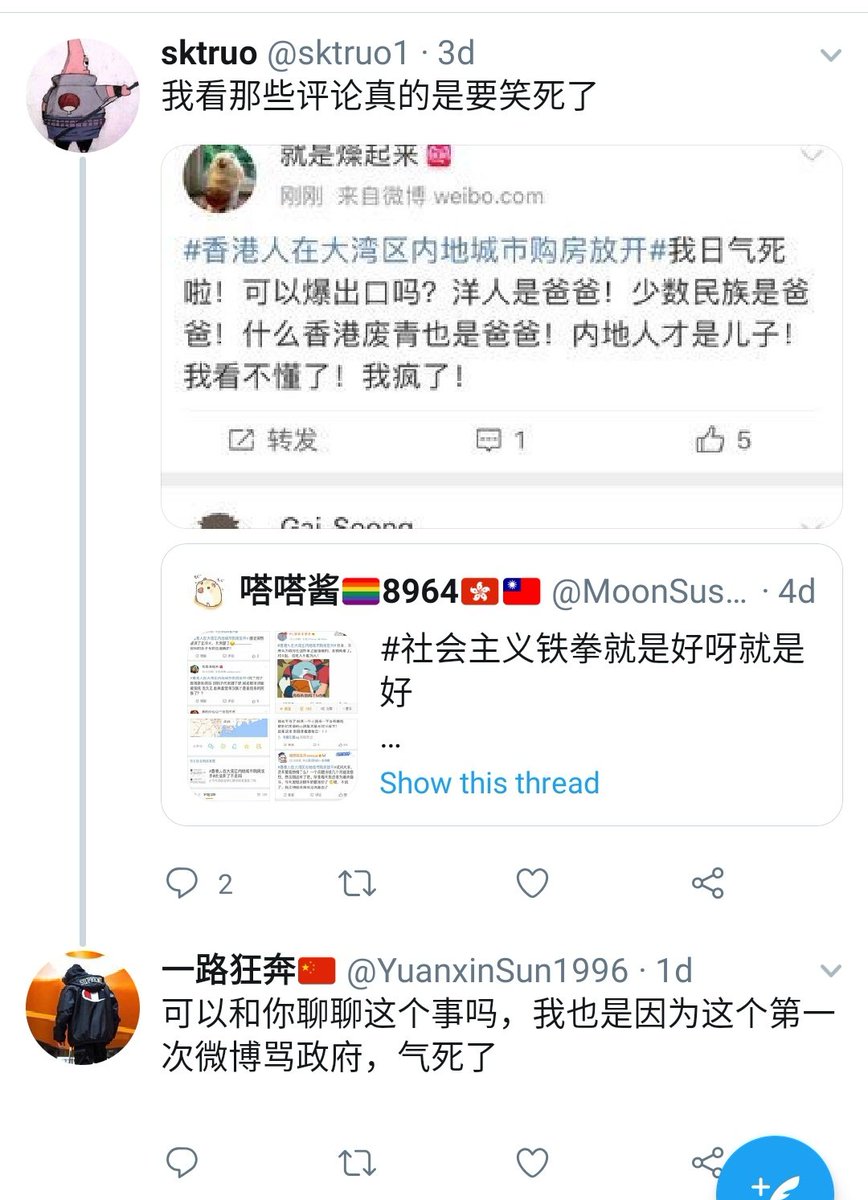 sktruo @sktruo1 · 3d
我看那些评论真的是要笑死了
就是燥起来
刚刚 来自微博 weibo.com
#香港人在大湾区内地城市购房放开#我日气死
啦！可以爆出口吗？洋人是爸爸！少数民族是爸
爸！什么香港废青也是爸爸！内地人才是儿子！
我看不懂了！我疯了！
转发 1 5
嗒嗒酱🏳️‍🌈8964🇭🇰🇹🇼 @MoonSus... · 4d
#社会主义铁拳就是好呀就是
好
...
Show this thread
2
一路狂奔🇨🇳 @YuanxinSun1996 · 1d
可以和你聊聊这个事吗，我也是因为这个第一
次微博骂政府，气死了